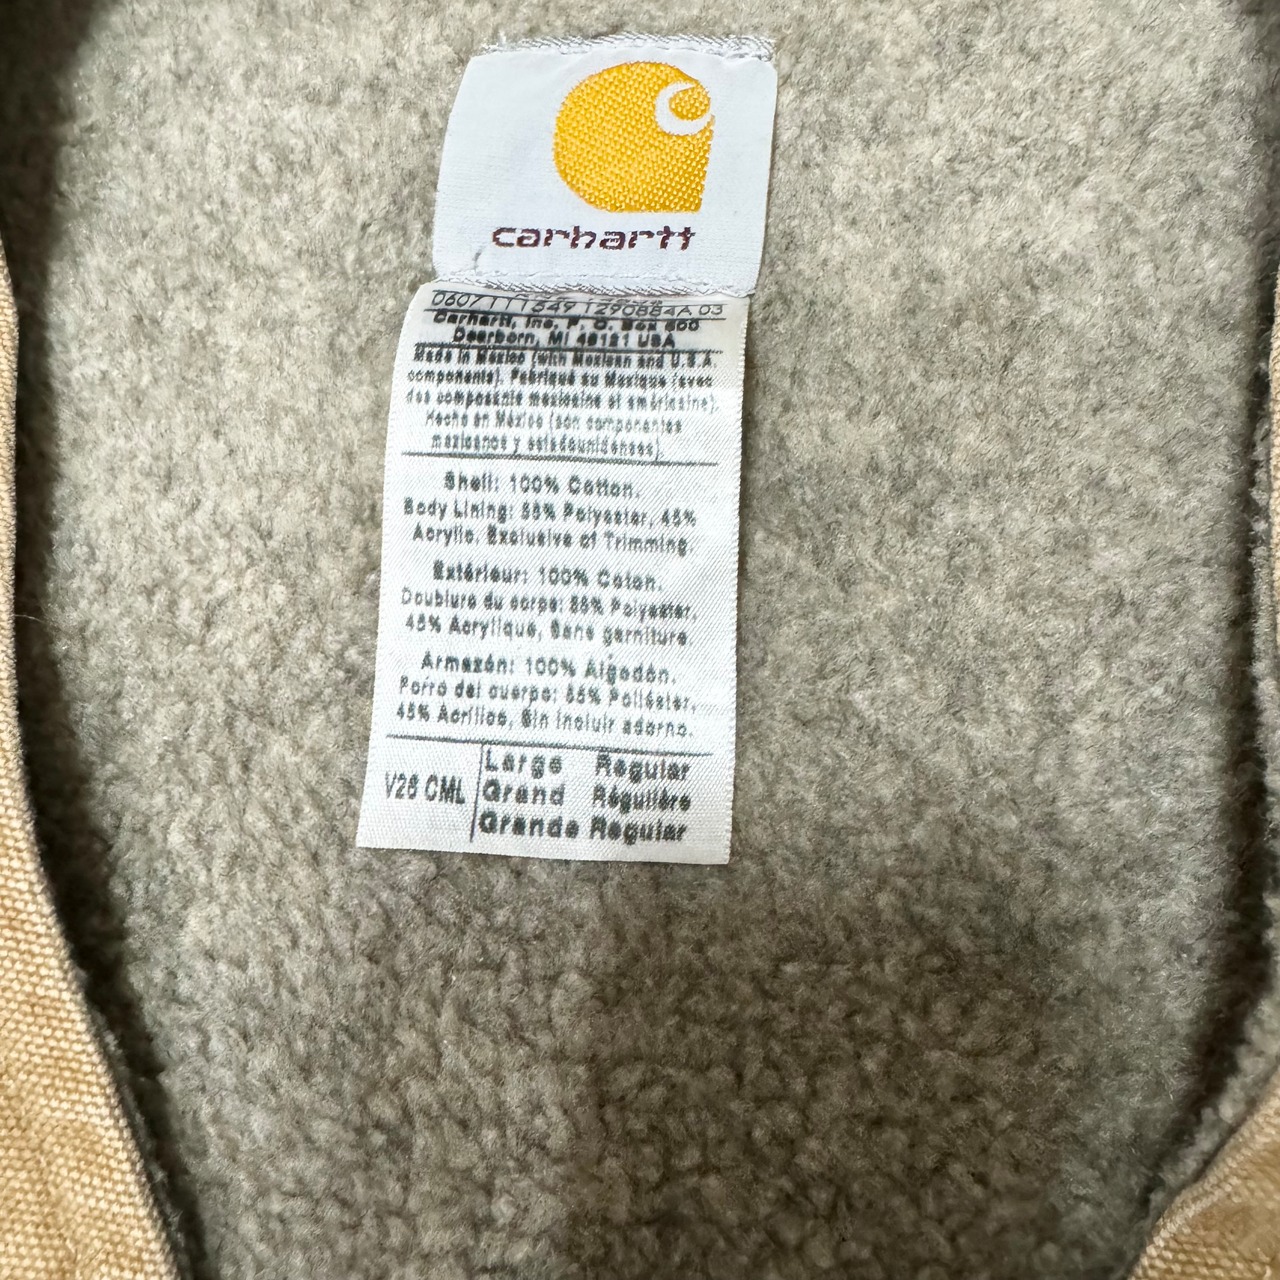 carhartt
0607111649 1290884A 03
Carhartt, Inc. P. O. Box 600
Dearborn, MI 48121 USA
Made in Mexico (with Mexican and U.S.A.
components). Fabriqué au Mexique (avec
des composants mexicains et américains).
Hecho en México (con componentes
mexicanos y estadounidenses).
Shell: 100% Cotton.
Body Lining: 55% Polyester, 45%
Acrylic, Exclusive of Trimming.
Extérieur: 100% Coton.
Doublure du corps: 55% Polyester,
45% Acrylique, Sans garniture.
Armazón: 100% Algodón.
Forro del cuerpo: 55% Poliéster,
45% Acrílico, Sin incluir adorno.
V26 CML
Large Regular
Grand Régulière
Grande Regular